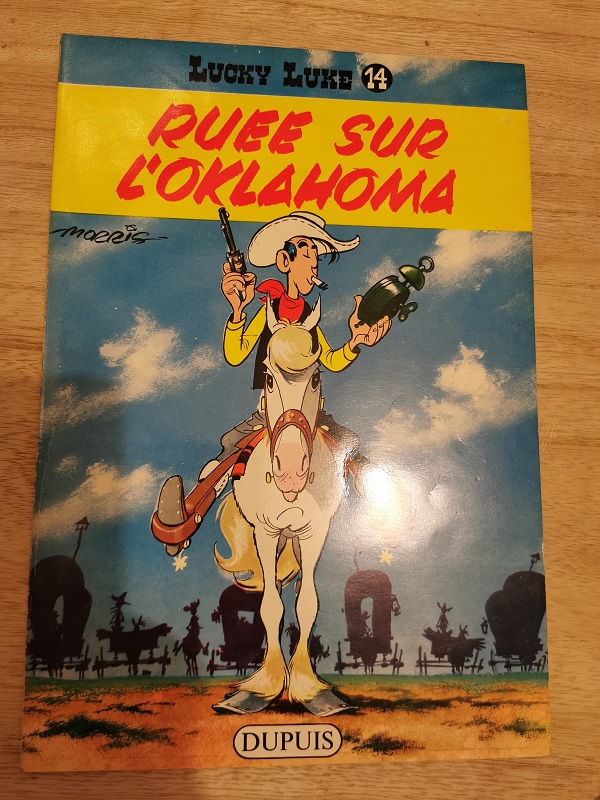 LUCKY LUKE 14
RUEE SUR
L'OKLAHOMA
MORRIS
DUPUIS